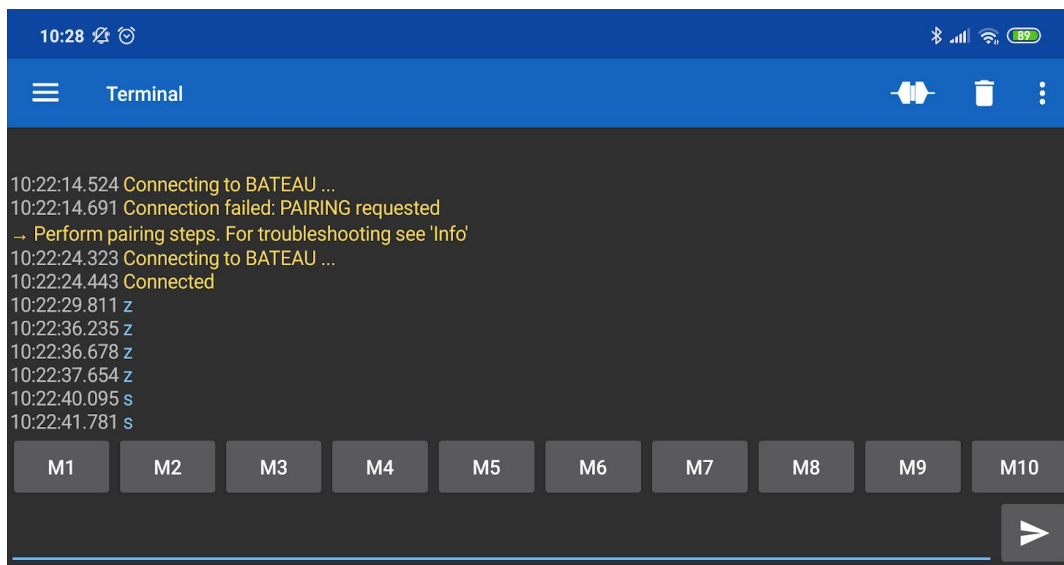 10:28 89
Terminal
10:22:14.524 Connecting to BATEAU ...
10:22:14.691 Connection failed: PAIRING requested
→ Perform pairing steps. For troubleshooting see 'Info'
10:22:24.323 Connecting to BATEAU ...
10:22:24.443 Connected
10:22:29.811 z
10:22:36.235 z
10:22:36.678 z
10:22:37.654 z
10:22:40.095 s
10:22:41.781 s
M1 M2 M3 M4 M5 M6 M7 M8 M9 M10